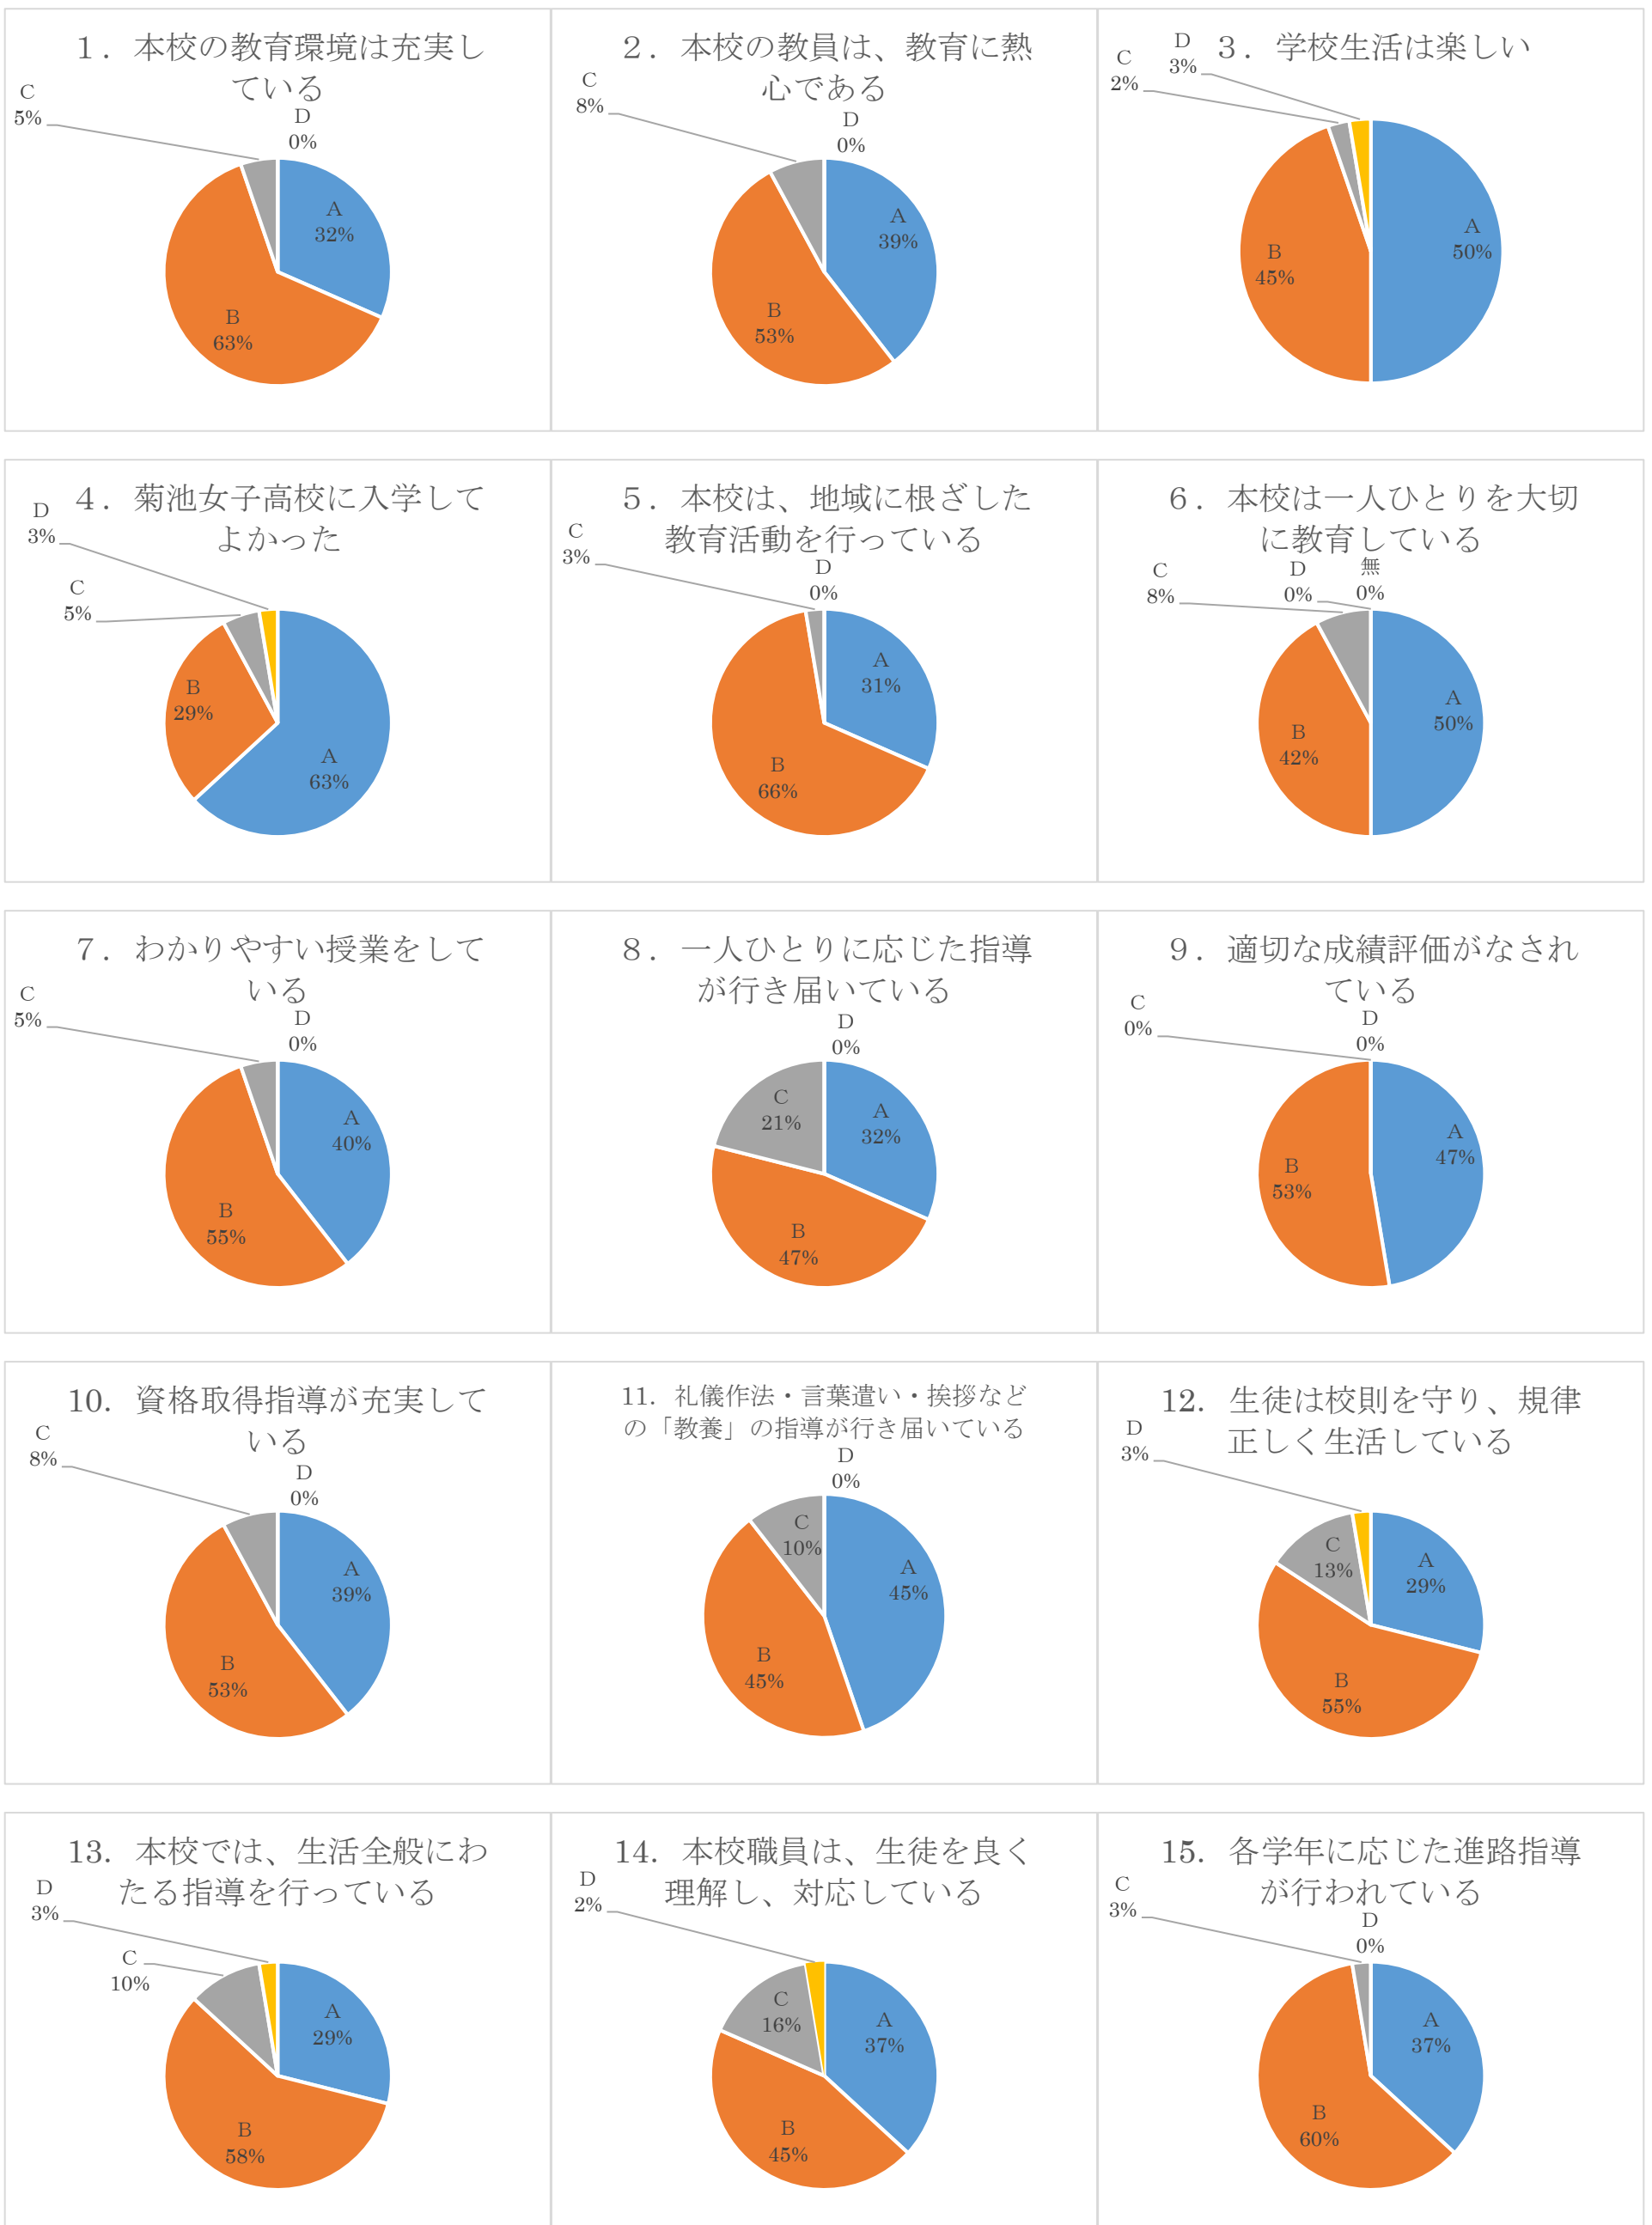 １．本校の教育環境は充実し
ている
C
5%
D
0%
A
32%
B
63%
２．本校の教員は、教育に熱
心である
C
8%
D
0%
A
39%
B
53%
３．学校生活は楽しい
C
2%
D
3%
A
50%
B
45%
４．菊池女子高校に入学して
よかった
D
3%
C
5%
B
29%
A
63%
５．本校は、地域に根ざした
教育活動を行っている
C
3%
D
0%
A
31%
B
66%
６．本校は一人ひとりを大切
に教育している
C
8%
D
0%
無
0%
A
50%
B
42%
７．わかりやすい授業をして
いる
C
5%
D
0%
A
40%
B
55%
８．一人ひとりに応じた指導
が行き届いている
D
0%
C
21%
A
32%
B
47%
９．適切な成績評価がなされ
ている
C
0%
D
0%
A
47%
B
53%
10．資格取得指導が充実して
いる
C
8%
D
0%
A
39%
B
53%
11．礼儀作法・言葉遣い・挨拶など
の「教養」の指導が行き届いている
D
0%
C
10%
A
45%
B
45%
12．生徒は校則を守り、規律
正しく生活している
D
3%
C
13%
A
29%
B
55%
13．本校では、生活全般にわ
たる指導を行っている
D
3%
C
10%
A
29%
B
58%
14．本校職員は、生徒を良く
理解し、対応している
D
2%
C
16%
A
37%
B
45%
15．各学年に応じた進路指導
が行われている
C
3%
D
0%
A
37%
B
60%